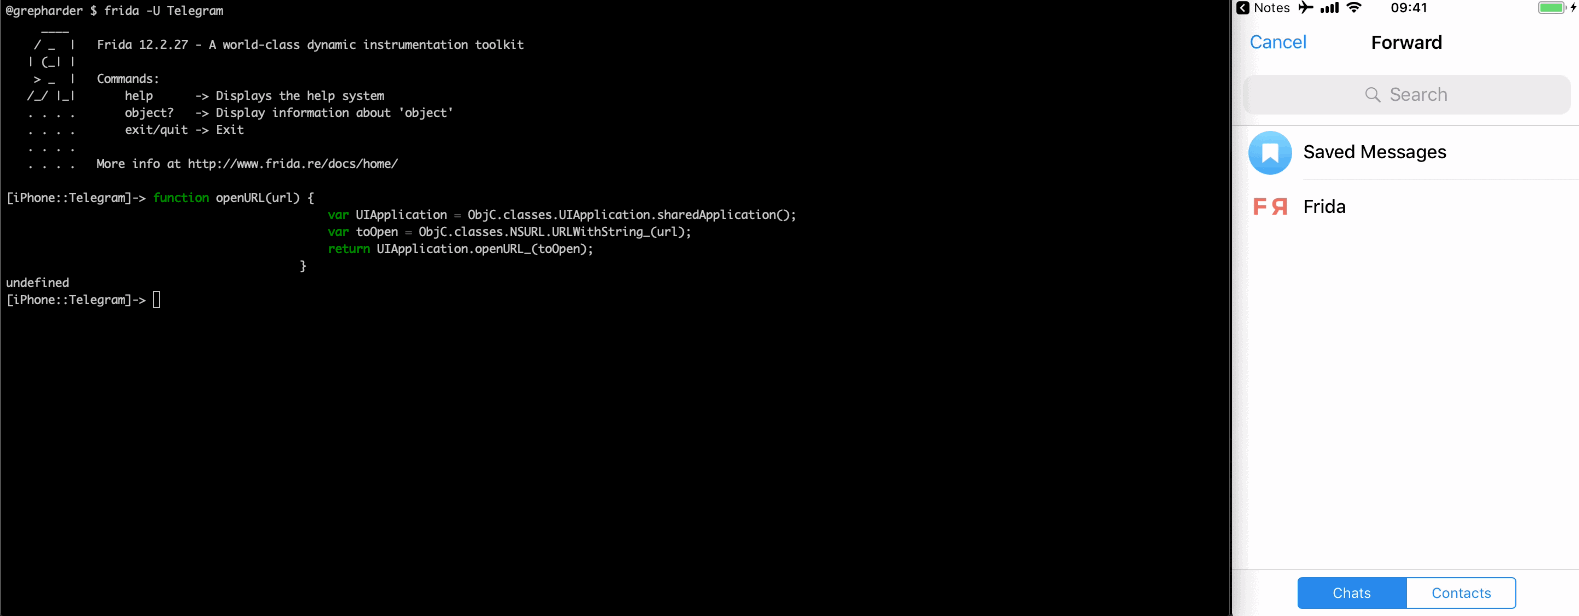 @grepharder $ frida -U Telegram
     ____
    / _  |   Frida 12.2.27 - A world-class dynamic instrumentation toolkit
   | (_| |
    > _  |   Commands:
   /_/ |_|       help      -> Displays the help system
   . . . .       object?   -> Display information about 'object'
   . . . .       exit/quit -> Exit
   . . . .
   . . . .   More info at http://www.frida.re/docs/home/
[iPhone::Telegram]-> function openURL(url) {
var UIApplication = ObjC.classes.UIApplication.sharedApplication();
var toOpen = ObjC.classes.NSURL.URLWithString_(url);
return UIApplication.openURL_(toOpen);
}
undefined
[iPhone::Telegram]->
Notes 09:41
Cancel Forward
Search
Saved Messages
FЯ Frida
Chats Contacts